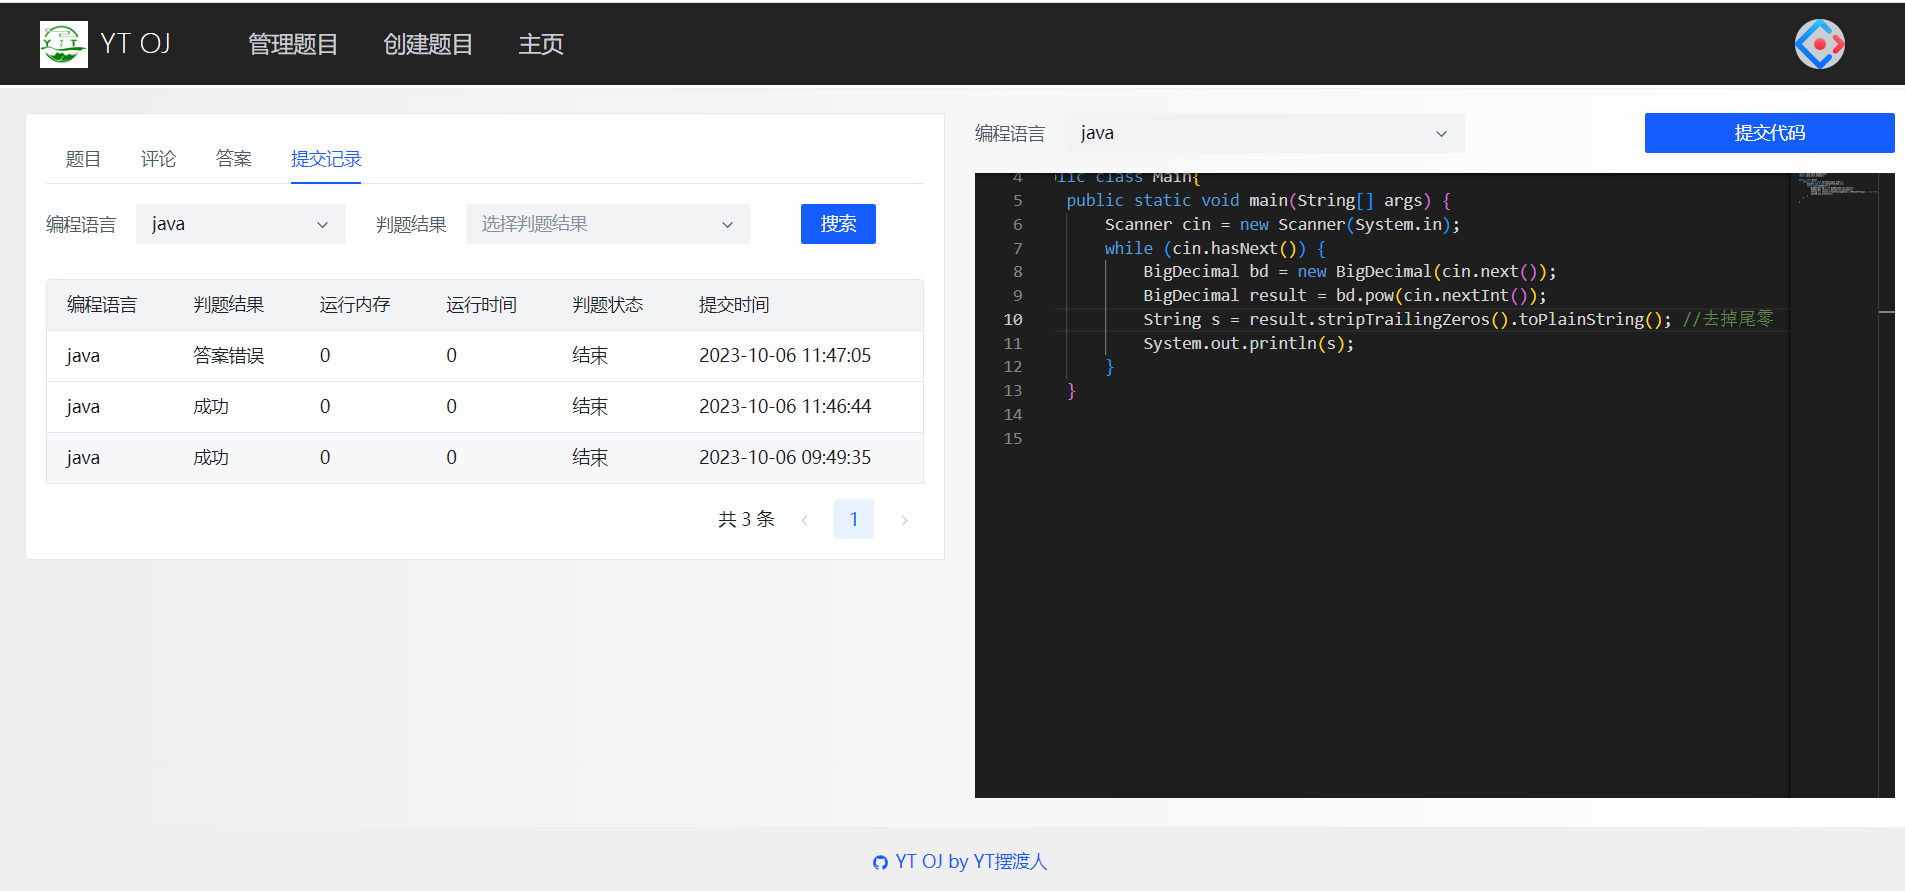 YT OJ 管理题目 创建题目 主页
题目 评论 答案 提交记录
编程语言 java 判题结果 选择判题结果 搜索
编程语言 判题结果 运行内存 运行时间 判题状态 提交时间
java 答案错误 0 0 结束 2023-10-06 11:47:05
java 成功 0 0 结束 2023-10-06 11:46:44
java 成功 0 0 结束 2023-10-06 09:49:35
共 3 条 1
编程语言 java 提交代码
4 lic class Main{
5 public static void main(String[] args) {
6 Scanner cin = new Scanner(System.in);
7 while (cin.hasNext()) {
8 BigDecimal bd = new BigDecimal(cin.next());
9 BigDecimal result = bd.pow(cin.nextInt());
10 String s = result.stripTrailingZeros().toPlainString(); //去掉尾零
11 System.out.println(s);
12 }
13 }
14
15
YT OJ by YT摆渡人